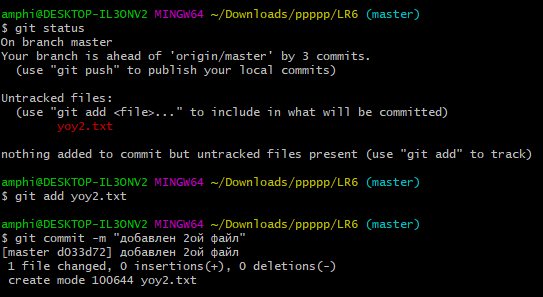 amphi@DESKTOP-IL3ONV2 MINGW64 ~/Downloads/ppppp/LR6 (master)
$ git status
On branch master
Your branch is ahead of 'origin/master' by 3 commits.
  (use "git push" to publish your local commits)

Untracked files:
  (use "git add <file>..." to include in what will be committed)
        yoy2.txt

nothing added to commit but untracked files present (use "git add" to track)

amphi@DESKTOP-IL3ONV2 MINGW64 ~/Downloads/ppppp/LR6 (master)
$ git add yoy2.txt

amphi@DESKTOP-IL3ONV2 MINGW64 ~/Downloads/ppppp/LR6 (master)
$ git commit -m "добавлен 2ой файл"
[master d033d72] добавлен 2ой файл
 1 file changed, 0 insertions(+), 0 deletions(-)
 create mode 100644 yoy2.txt